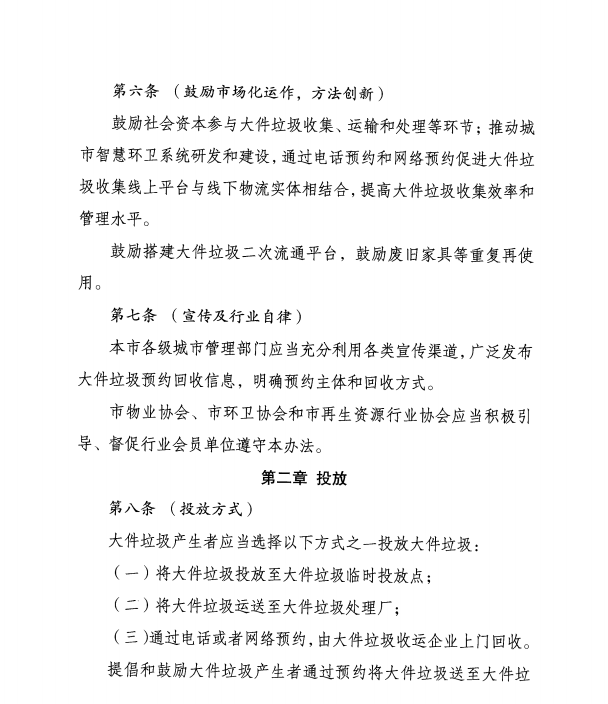 第六条 （鼓励市场化运作，方法创新）
鼓励社会资本参与大件垃圾收集、运输和处理等环节；推动城
市智慧环卫系统研发和建设，通过电话预约和网络预约促进大件垃
圾收集线上平台与线下物流实体相结合，提高大件垃圾收集效率和
管理水平。
鼓励搭建大件垃圾二次流通平台，鼓励废旧家具等重复再使
用。
第七条 （宣传及行业自律）
本市各级城市管理部门应当充分利用各类宣传渠道，广泛发布
大件垃圾预约回收信息，明确预约主体和回收方式。
市物业协会、市环卫协会和市再生资源行业协会应当积极引
导、督促行业会员单位遵守本办法。
第二章 投放
第八条 （投放方式）
大件垃圾产生者应当选择以下方式之一投放大件垃圾：
（一）将大件垃圾投放至大件垃圾临时投放点；
（二）将大件垃圾运送至大件垃圾处理厂；
（三）通过电话或者网络预约，由大件垃圾收运企业上门回收。
提倡和鼓励大件垃圾产生者通过预约将大件垃圾送至大件垃